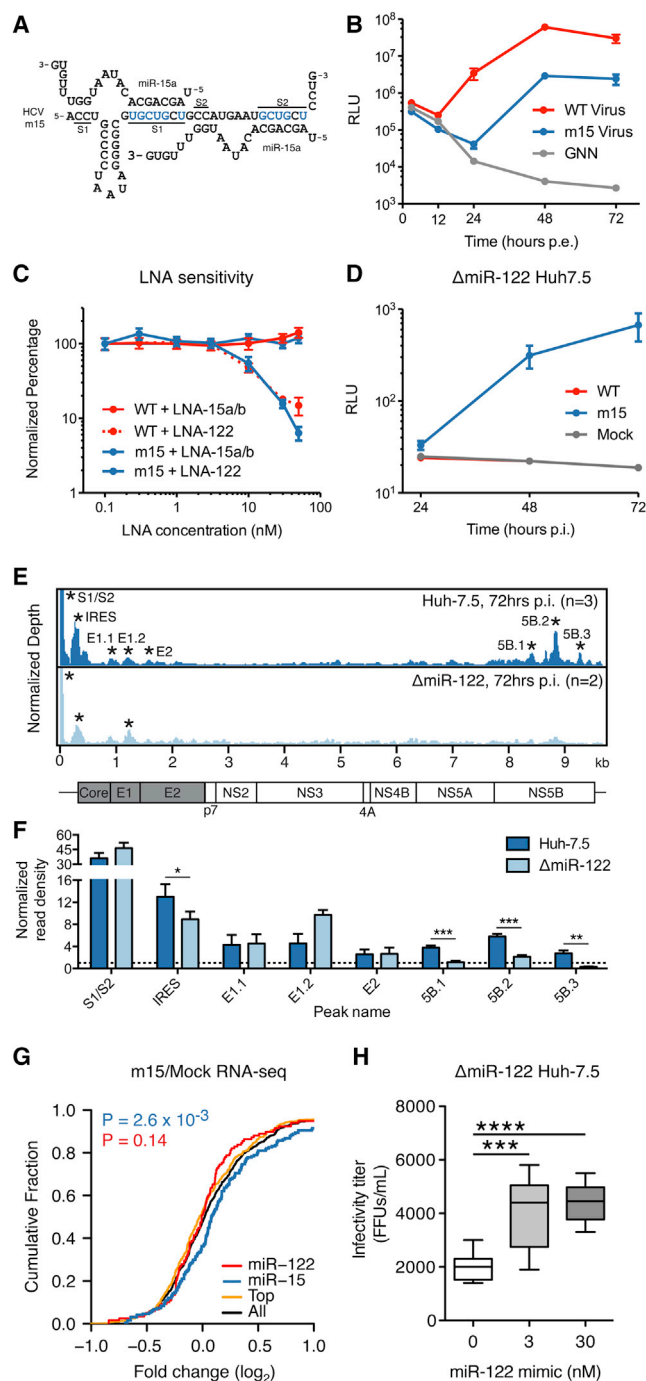 A
3-GUGUUGGUAAUAC
miR-15a
ACGACGAU-5
HCV m15
5-ACCU
S1
GUGCUGCUGCCAUGAAUGCUGCU
S1
S2
S2
GUCC-3
3-GUGU
ACGACGAU-5
miR-15a
B
RLU
10^8
10^7
10^6
10^5
10^4
10^3
WT Virus
m15 Virus
GNN
0 12 24 48 72
Time (hours p.e.)
C
LNA sensitivity
Normalized Percentage
100
10
1
WT + LNA-15a/b
WT + LNA-122
m15 + LNA-15a/b
m15 + LNA-122
0.1 1 10 100
LNA concentration (nM)
D
ΔmiR-122 Huh7.5
RLU
10^3
10^2
10^1
WT
m15
Mock
24 48 72
Time (hours p.i.)
E
Normalized Depth
Huh-7.5, 72hrs p.i. (n=3)
* S1/S2
* IRES
E1.1 E1.2
* * * E2
5B.1 *
5B.2 *
5B.3 *
ΔmiR-122, 72hrs p.i. (n=2)
* * *
0 1 2 3 4 5 6 7 8 9 kb
Core E1 E2 p7 NS2 NS3 4A NS4B NS5A NS5B
F
Normalized read density
60
45
30
16
12
8
4
0
Huh-7.5
ΔmiR-122
* *** *** **
S1/S2 IRES E1.1 E1.2 E2 5B.1 5B.2 5B.3
Peak name
G
m15/Mock RNA-seq
P = 2.6 x 10^-3
P = 0.14
Cumulative Fraction
1.0
0.8
0.6
0.4
0.2
0.0
miR−122
miR−15
Top
All
−1.0 −0.5 0.0 0.5 1.0
Fold change (log2)
H
ΔmiR-122 Huh-7.5
Infectivity titer (FFUs/mL)
8000
6000
4000
2000
0
****
***
0 3 30
miR-122 mimic (nM)